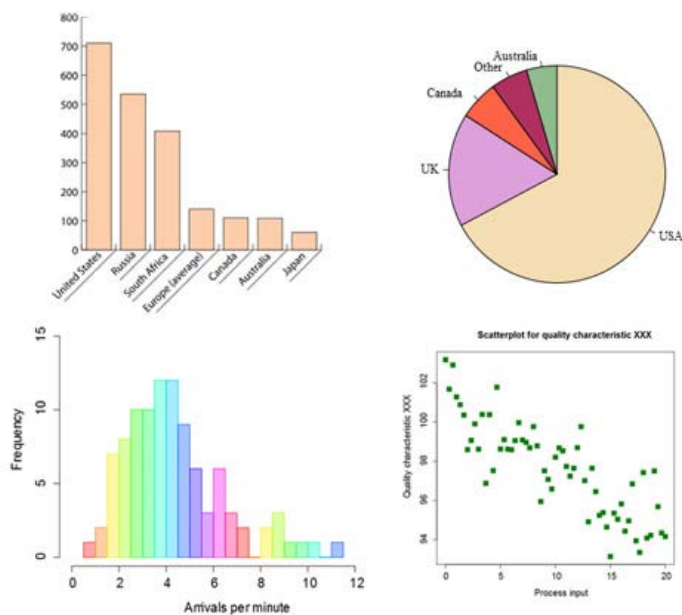 800
700
600
500
400
300
200
100
0
United States
Russia
South Africa
Europe (average)
Canada
Australia
Japan
Australia
Other
Canada
UK
USA
15
10
5
0
Frequency
0 2 4 6 8 10 12
Arrivals per minute
Scatterplot for quality characteristic XXX
Quality characteristic XXX
102
100
98
96
94
0 5 10 15 20
Process input